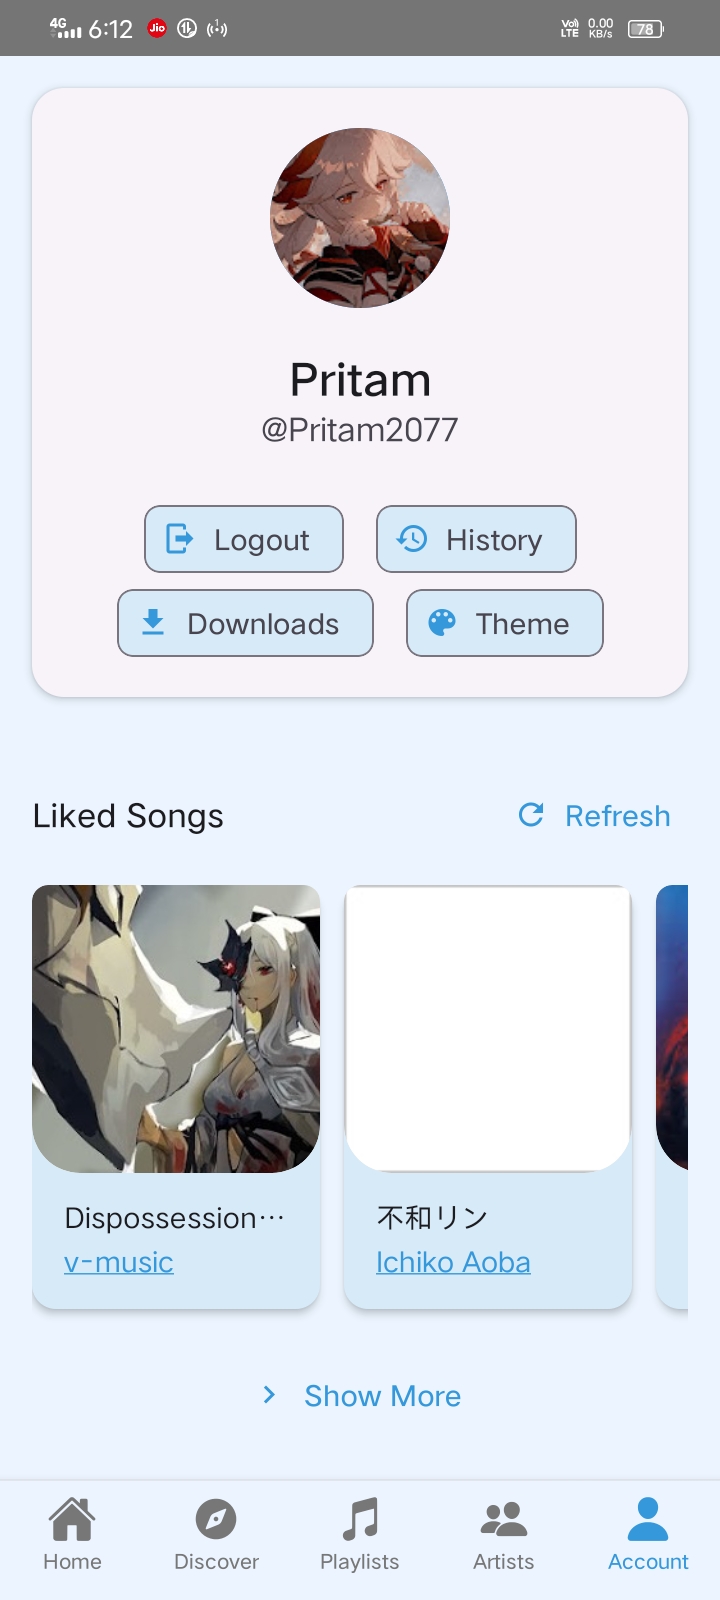 4G 6:12 Jio 1 Vo) LTE 0.00 KB/s 78
Pritam
@Pritam2077
Logout History
Downloads Theme
Liked Songs Refresh
Dispossession··· 不和リン
v-music Ichiko Aoba
Show More
Home Discover Playlists Artists Account